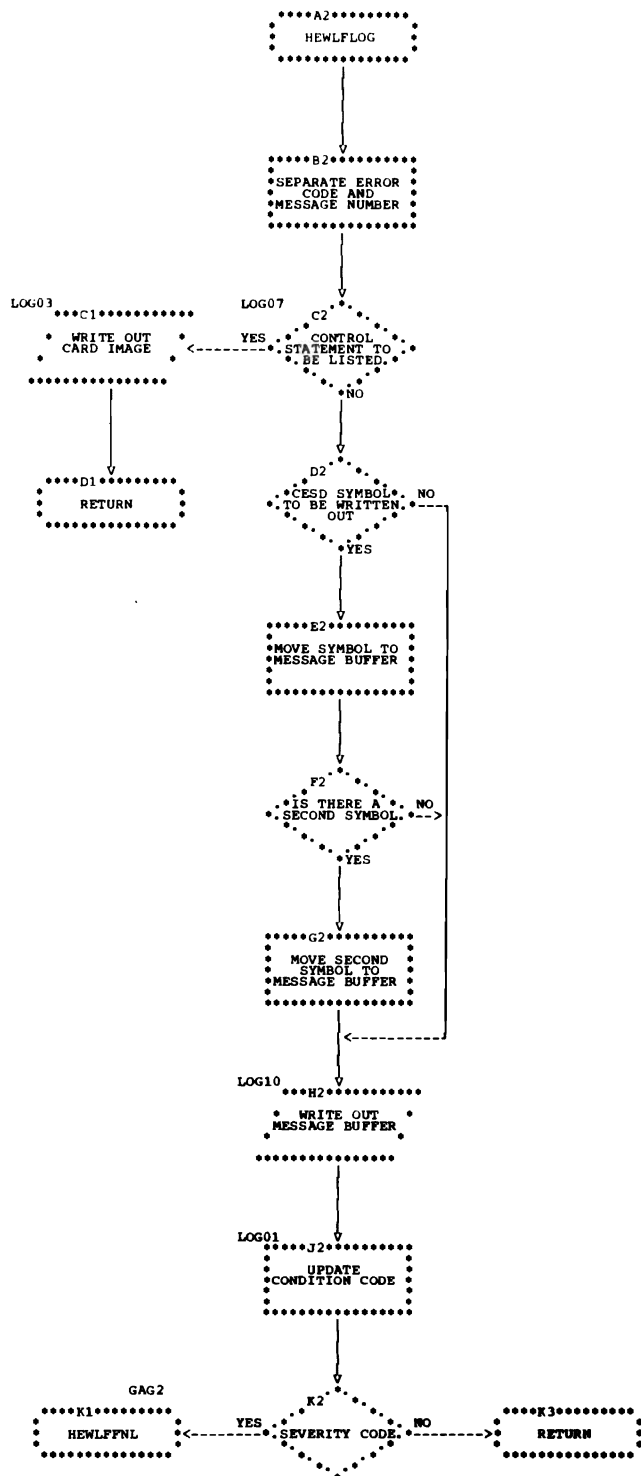 A2
HEWLFLOG
B2
SEPARATE ERROR
CODE AND
MESSAGE NUMBER
LOG03
C1
WRITE OUT
CARD IMAGE
YES
LOG07
C2
CONTROL
STATEMENT TO
BE LISTED
NO
D1
RETURN
D2
CESD SYMBOL
TO BE WRITTEN
OUT
NO
YES
E2
MOVE SYMBOL TO
MESSAGE BUFFER
F2
IS THERE A
SECOND SYMBOL
NO
YES
G2
MOVE SECOND
SYMBOL TO
MESSAGE BUFFER
LOG10
H2
WRITE OUT
MESSAGE BUFFER
LOG01
J2
UPDATE
CONDITION CODE
GAG2
K1
HEWLFFNL
YES
K2
SEVERITY CODE
NO
K3
RETURN